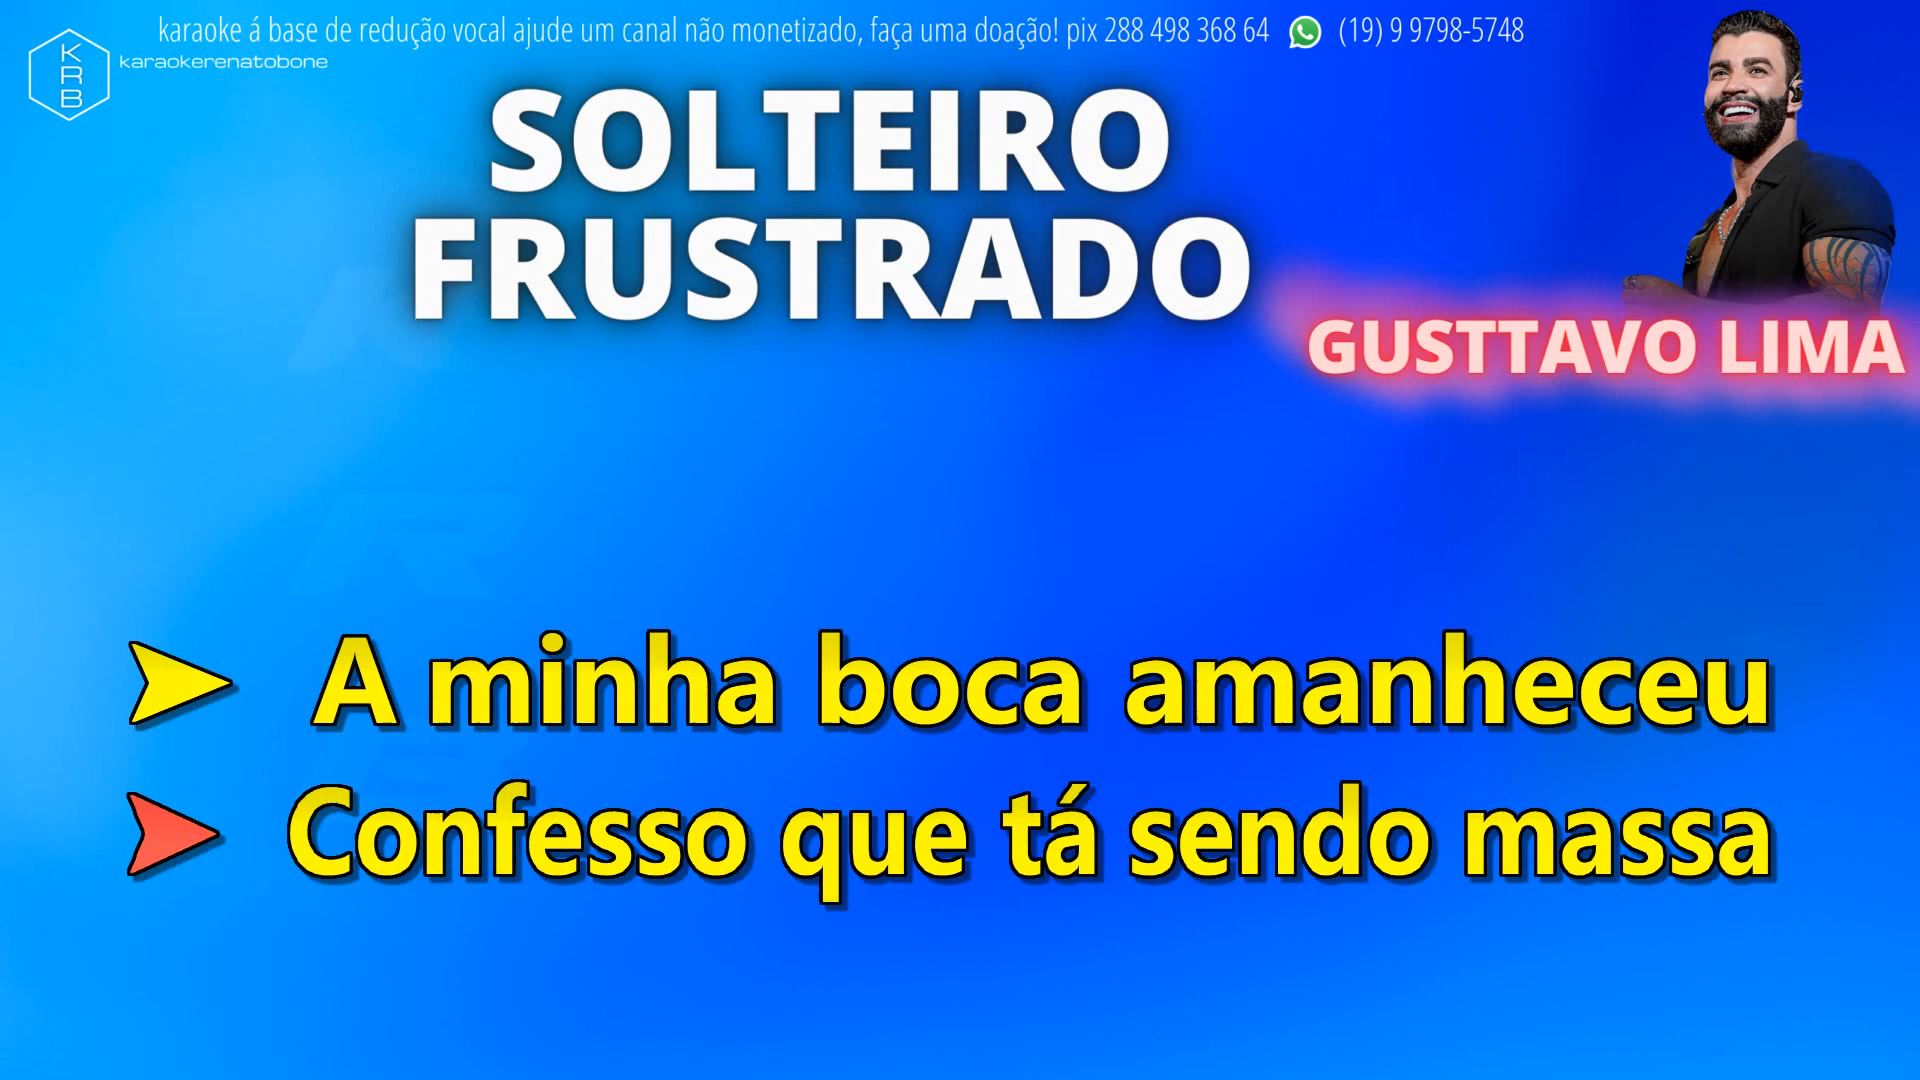 karaoke á base de redução vocal ajude um canal não monetizado, faça uma doação! pix 288 498 368 64 (19) 9 9798-5748
KRB
karaokerenatobone
SOLTEIRO
FRUSTRADO
GUSTTAVO LIMA
A minha boca amanheceu
Confesso que tá sendo massa